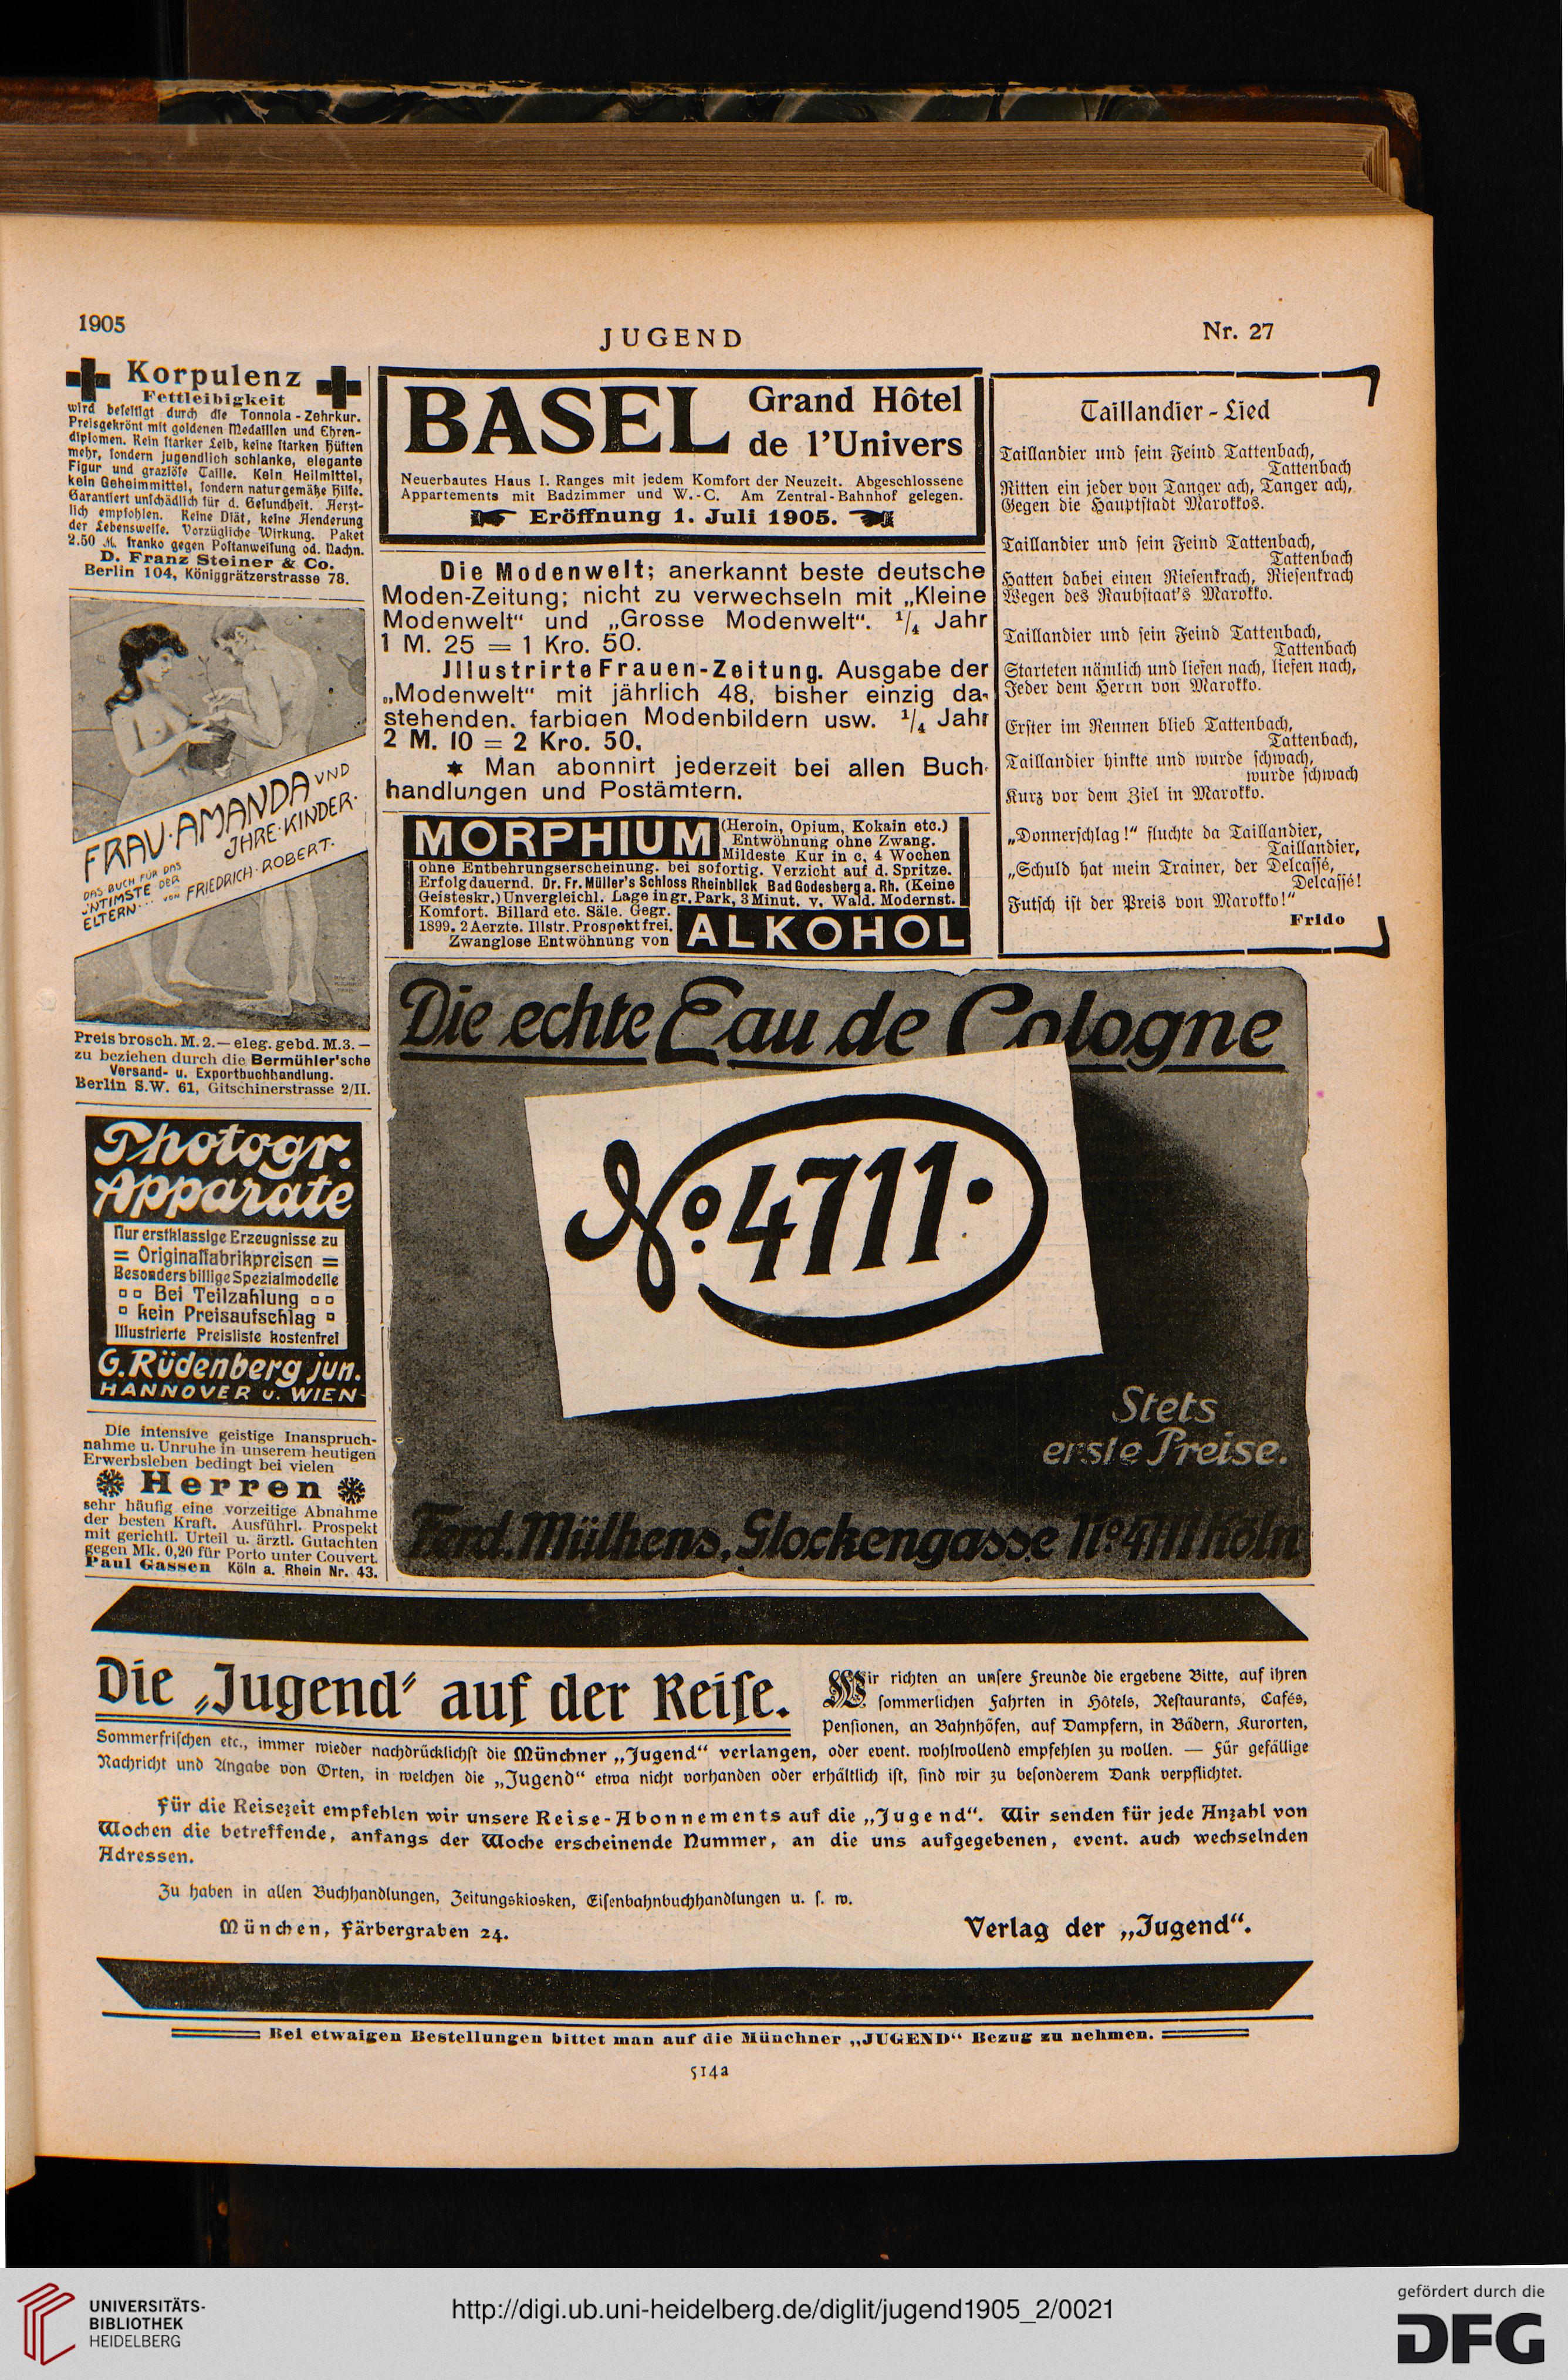 1905
JUGEND
Nr. 27
Korpulenz
Fettleibigkeit
wird beseitigt durch die Tonnola-Zehrkur.
Preisgekrönt mit goldenen Medaillen und Ehren-
diplomen. Kein starker Leib, keine starken Hüften
mehr, sondern jugendlich schlanke, elegante
Figur und graziöse Taille. Kein Heilmittel,
kein Geheimmittel, sondern naturgemäße Hilfe.
Garantiert unschädlich für d. Gesundheit. Aerzt-
lich empfohlen. Keine Diät, keine Aenderung
der Lebensweise. Vorzügliche Wirkung. Paket
2.50 M. franko gegen Postanweisung od. Nachn.
D. Franz Steiner & Co.
Berlin 104, Königgrätzerstrasse 78.
FRAU·AMANDA UND
JHRE·KINDER·
DAS BUCH FÜR DAS
JNTIMSTE DER
ELTERN··· VON FRIEDRICH·ROBERT·
Preis brosch. M. 2.— eleg. gebd. M. 3.—
zu beziehen durch die Bermühler'sche
Versand- u. Exportbuchhandlung.
Berlin S.W. 61, Gitschinerstrasse 2/II.
Photogr.
Apparate
Nur erstklassige Erzeugnisse zu
= Originalfabrikpreisen =
Besonders billige Spezialmodelle
▫▫ Bei Teilzahlung ▫▫
▫ kein Preisaufschlag ▫
Illustrierte Preisliste kostenfrei
G. Rüdenberg jun.
HANNOVER u. WIEN
Die intensive geistige Inanspruch-
nahme u. Unruhe in unserem heutigen
Erwerbsleben bedingt bei vielen
Herren
sehr häufig eine vorzeitige Abnahme
der besten Kraft. Ausführl. Prospekt
mit gerichtl. Urteil u. ärztl. Gutachten
gegen Mk. 0,20 für Porto unter Couvert.
Paul Gassen Köln a. Rhein Nr. 43.
BASEL Grand Hôtel
de l'Univers
Neuerbautes Haus I. Ranges mit jedem Komfort der Neuzeit. Abgeschlossene
Appartements mit Badzimmer und W.-C. Am Zentral-Bahnhof gelegen.
Eröffnung 1. Juli 1905.
Die Modenwelt; anerkannt beste deutsche
Moden-Zeitung; nicht zu verwechseln mit „Kleine
Modenwelt“ und „Grosse Modenwelt“. 1/4 Jahr
1 M. 25 = 1 Kro. 50.
Jllustrirte Frauen-Zeitung. Ausgabe der
„Modenwelt“ mit jährlich 48, bisher einzig da-
stehenden, farbigen Modenbildern usw. 1/4 Jahr
2 M. 10 = 2 Kro. 50.
* Man abonnirt jederzeit bei allen Buch-
handlungen und Postämtern.
MORPHIUM (Heroin, Opium, Kokain etc.)
Entwöhnung ohne Zwang.
Mildeste Kur in c. 4 Wochen
ohne Entbehrungserscheinung. bei sofortig. Verzicht auf d. Spritze.
Erfolg dauernd. Dr. Fr. Müller's Schloss Rheinblick Bad Godesberg a. Rh. (Keine
Geisteskr.) Unvergleichl. Lage in gr. Park, 3 Minut. v. Wald. Modernst.
Komfort. Billard etc. Säle. Gegr.
1899. 2 Aerzte. Illstr. Prospekt frei.
Zwanglose Entwöhnung von ALKOHOL
Taillandier-Lied
Taillandier und sein Feind Tattenbach,
Tattenbach
Ritten ein jeder von Tanger ach, Tanger ach,
Gegen die Hauptstadt Marokkos.
Taillandier und sein Feind Tattenbach,
Tattenbach
Hatten dabei einen Riesenkrach, Riesenkrach
Wegen des Raubstaat's Marokko.
Taillandier und sein Feind Tattenbach,
Tattenbach
Starteten nämlich und liefen nach, liefen nach,
Jeder dem Herrn von Marokko.
Erster im Rennen blieb Tattenbach,
Tattenbach,
Taillandier hinkte und wurde schwach,
wurde schwach
Kurz vor dem Ziel in Marokko.
„Donnerschlag!“ fluchte da Taillandier,
Taillandier,
„Schuld hat mein Trainer, der Delcassé,
Delcassé!
Futsch ist der Preis von Marokko!“
Frido
Die echte Eau de Cologne
No. 4711.
Stets
erste Preise.
Ferd. Mülhens, Glockengasse No 4711 Köln
Die „Jugend“ auf der Reise.
Wir richten an unsere Freunde die ergebene Bitte, auf ihren
sommerlichen Fahrten in Hôtels, Restaurants, Cafés,
Pensionen, an Bahnhöfen, auf Dampfern, in Bädern, Kurorten,
Sommerfrischen etc., immer wieder nachdrücklichst die Münchner „Jugend“ verlangen, oder event. wohlwollend empfehlen zu wollen. — Für gefällige
Nachricht und Angabe von Orten, in welchen die „Jugend“ etwa nicht vorhanden oder erhältlich ist, sind wir zu besonderem Dank verpflichtet.
Für die Reisezeit empfehlen wir unsere Reise-Abonnements auf die „Jugend“. Wir senden für jede Anzahl von
Wochen die betreffende, anfangs der Woche erscheinende Nummer, an die uns aufgegebenen, event. auch wechselnden
Adressen.
Zu haben in allen Buchhandlungen, Zeitungskiosken, Eisenbahnbuchhandlungen u. s. w.
München, Färbergraben 24.
Verlag der „Jugend“.
Bei etwaigen Bestellungen bittet man auf die Münchner „JUGEND“ Bezug zu nehmen.
514a
UNIVERSITÄTS-
BIBLIOTHEK
HEIDELBERG
http://digi.ub.uni-heidelberg.de/diglit/jugend1905_2/0021
gefördert durch die
DFG